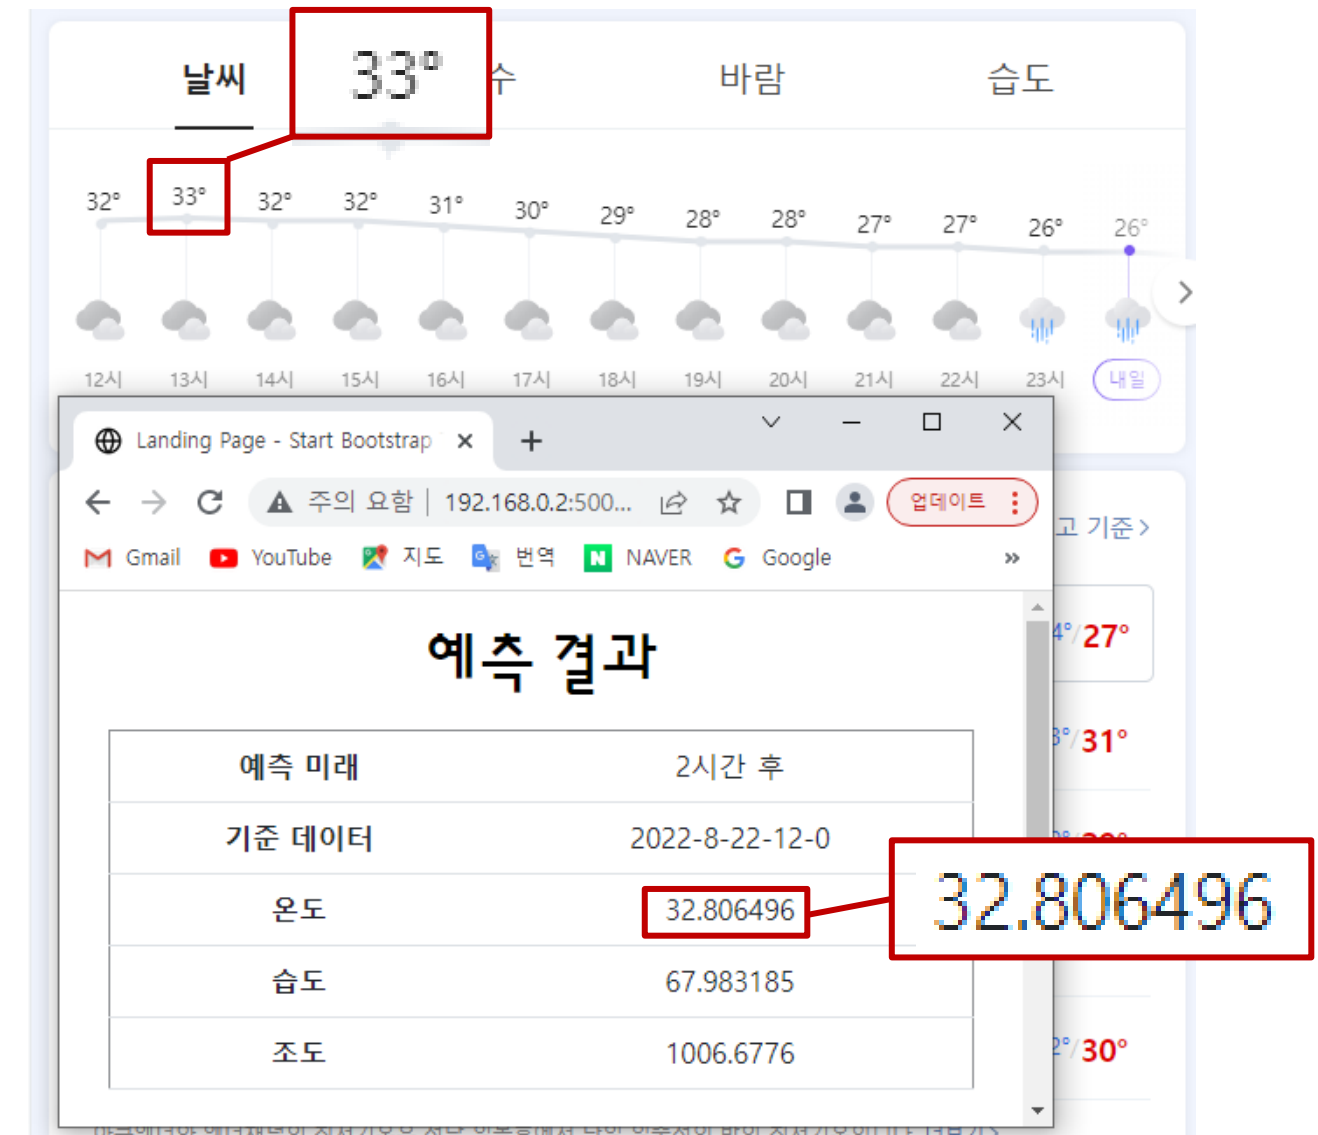 날씨 33° 수 바람 습도
32° 33° 32° 32° 31° 30° 29° 28° 28° 27° 27° 26° 26°
12시 13시 14시 15시 16시 17시 18시 19시 20시 21시 22시 23시 내일
Landing Page - Start Bootstrap
주의 요함 192.168.0.2:500... 업데이트
고 기준>
Gmail YouTube 지도 번역 NAVER Google »
예측 결과
4°/27°
예측 미래 2시간 후
31°
기준 데이터 2022-8-22-12-0
온도 32.806496 32.806496
습도 67.983185
조도 1006.6776
2°/30°